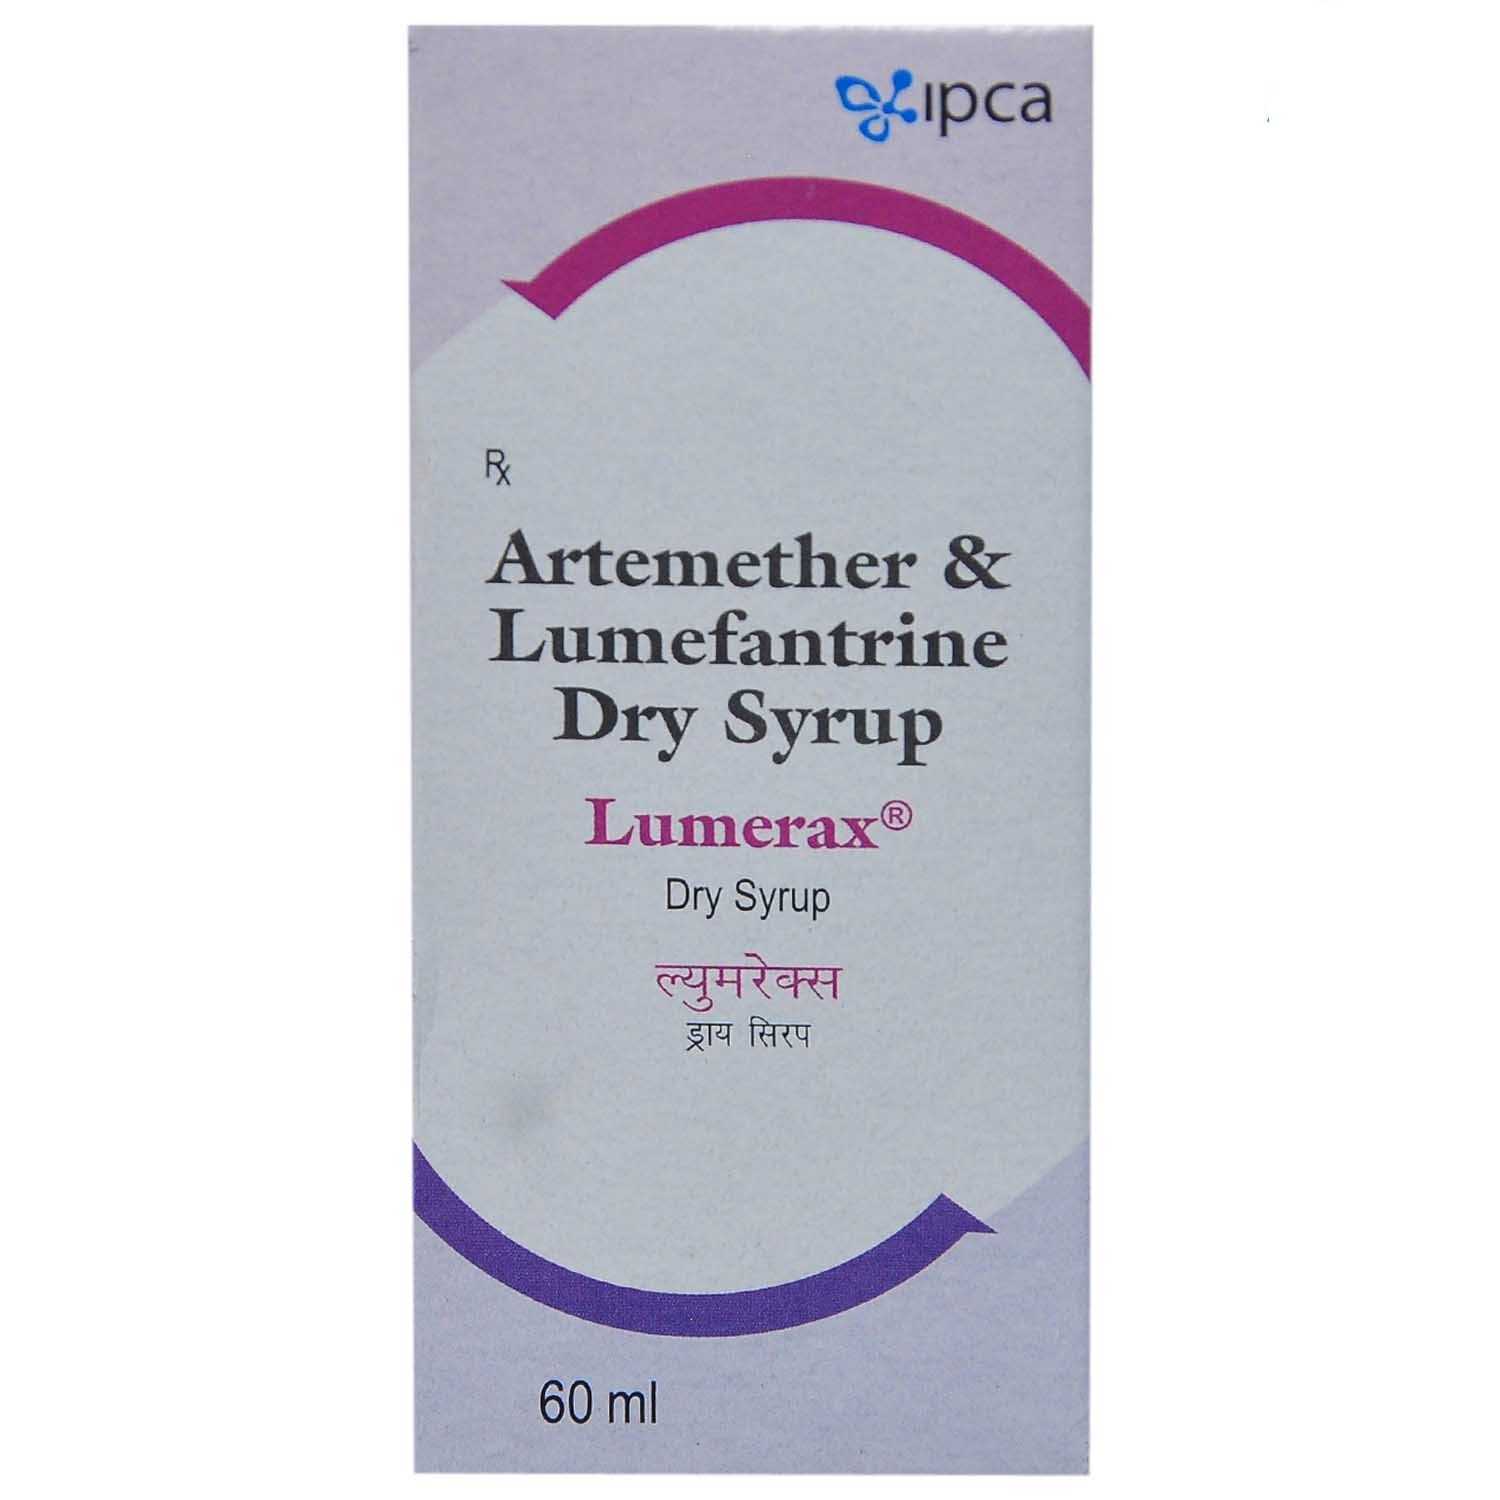 ipca
Rx
Artemether &
Lumefantrine
Dry Syrup
Lumerax®
Dry Syrup
ल्युमरेक्स
ड्राय सिरप
60 ml